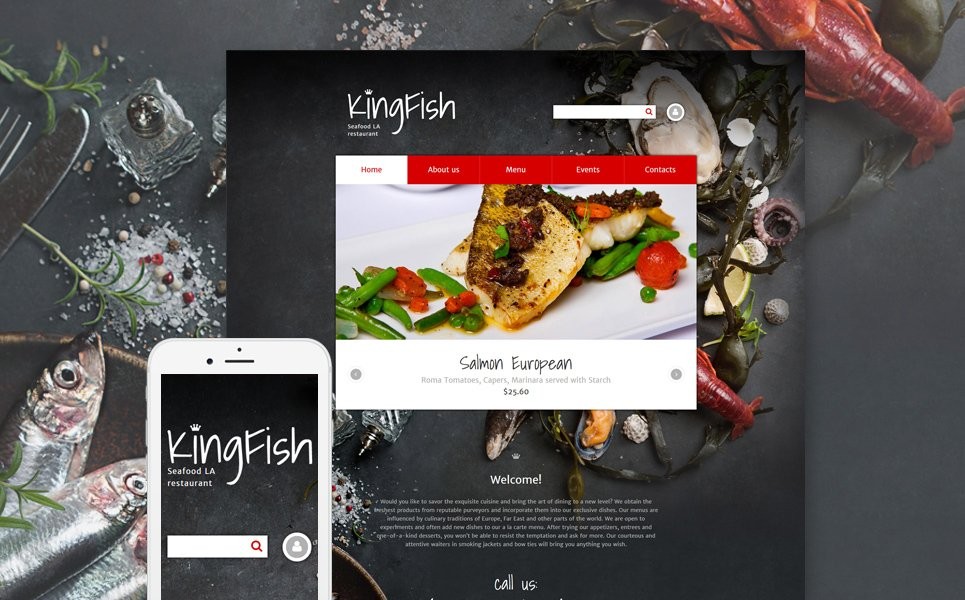 KingFish
Seafood LA
restaurant
Home
About us
Menu
Events
Contacts
Salmon European
Roma Tomatoes, Capers, Marinara served with Starch
$25.60
Welcome!
Would you like to savor the exquisite cuisine and bring the art of dining to a new level? We obtain the
freshest products from reputable purveyors and incorporate them into our exclusive dishes. Our menus are
influenced by culinary traditions of Europe, Far East and other parts of the world. We are open to
experiments and often add new dishes to our a la carte menu. After trying our appetizers, entrees and
one-of-a-kind desserts, you won't be able to resist the temptation and ask for more. Our courteous and
attentive waiters in smoking jackets and bow ties will bring you anything you wish.
call us:
KingFish
Seafood LA
restaurant